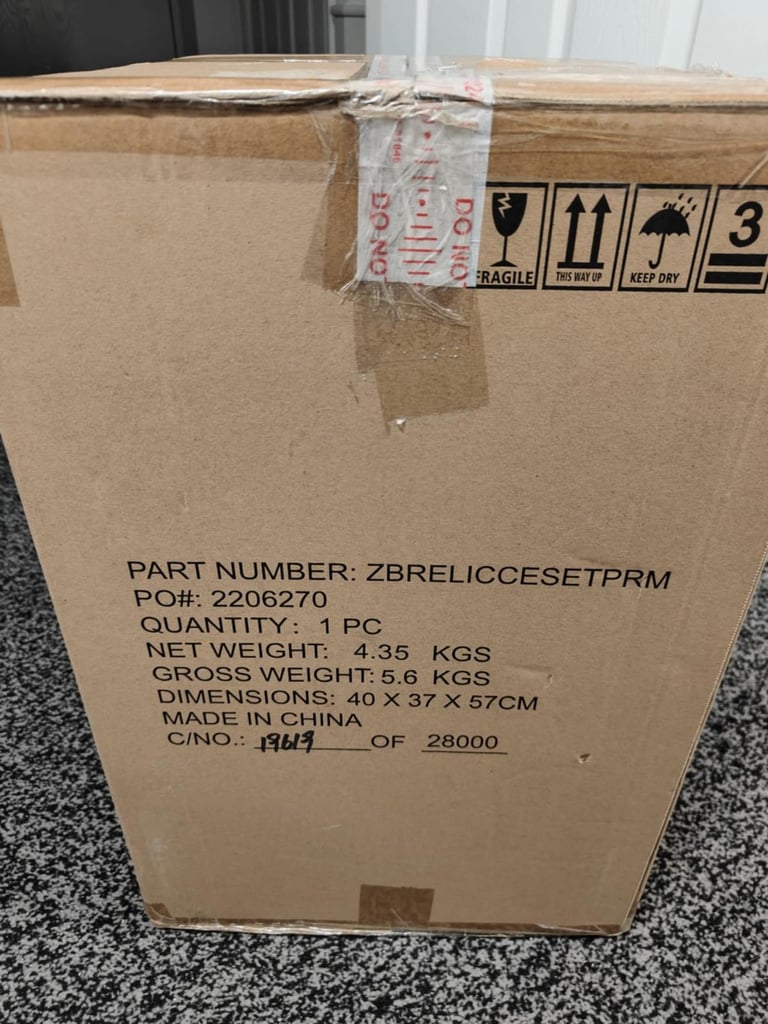 DO NO
DO NO
FRAGILE
THIS WAY UP
KEEP DRY
3
PART NUMBER: ZBRELICCESETPRM
PO#: 2206270
QUANTITY: 1 PC
NET WEIGHT: 4.35 KGS
GROSS WEIGHT: 5.6 KGS
DIMENSIONS: 40 X 37 X 57CM
MADE IN CHINA
C/NO.: 19619 OF 28000